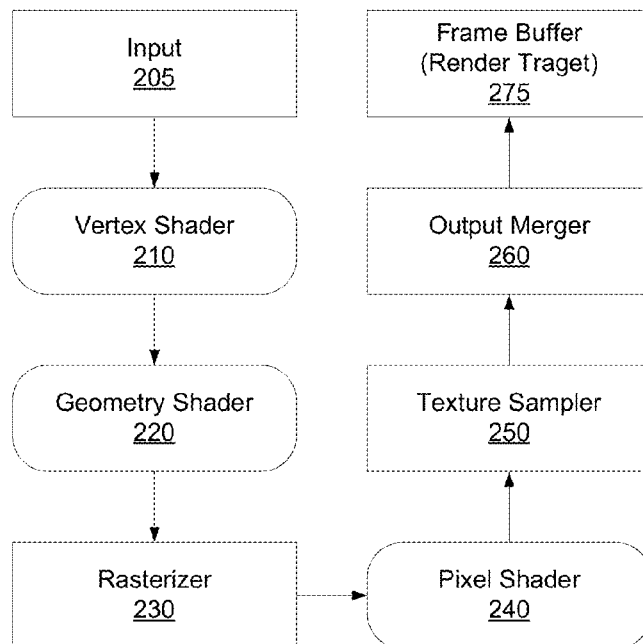 Input
205
Vertex Shader
210
Geometry Shader
220
Rasterizer
230
Pixel Shader
240
Texture Sampler
250
Output Merger
260
Frame Buffer
(Render Traget)
275